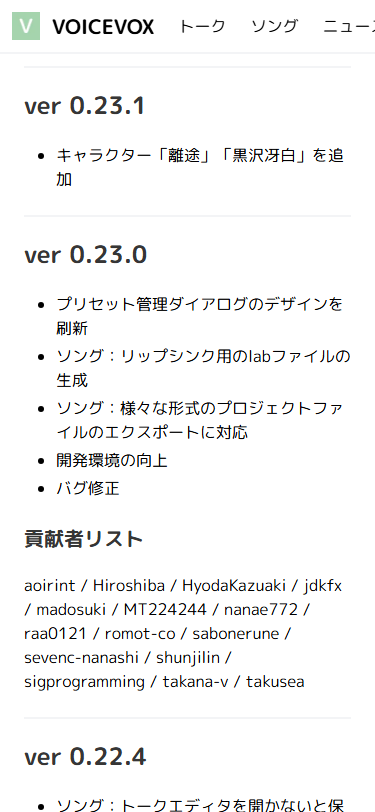 V VOICEVOX トーク ソング ニュース
ver 0.23.1
キャラクター「離途」「黒沢冴白」を追
加
ver 0.23.0
プリセット管理ダイアログのデザインを
刷新
ソング：リップシンク用のlabファイルの
生成
ソング：様々な形式のプロジェクトファ
イルのエクスポートに対応
開発環境の向上
バグ修正
貢献者リスト
aoirint / Hiroshiba / HyodaKazuaki / jdkfx
/ madosuki / MT224244 / nanae772 /
raa0121 / romot-co / sabonerune /
sevenc-nanashi / shunjilin /
sigprogramming / takana-v / takusea
ver 0.22.4
ソング：トークエディタを開かないと保